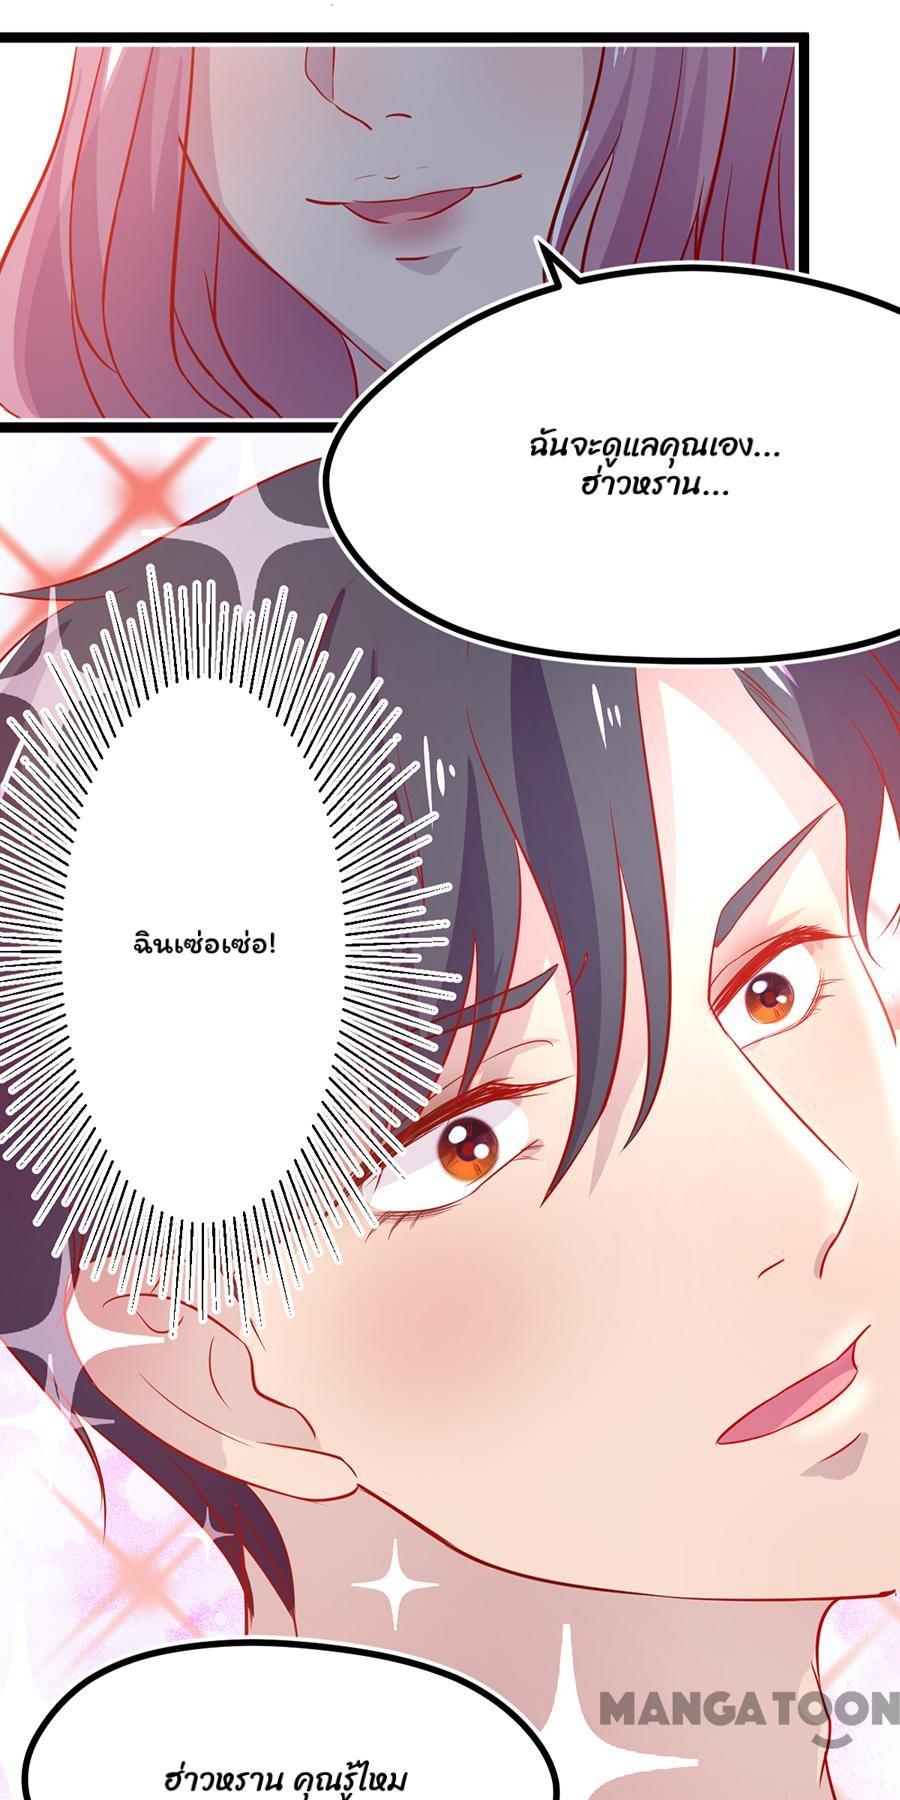 ฉันจะดูแลคุณเอง...
ฮ่าวหราน...
ฉินเซ่อเซ่อ!
MANGATOON
ฮ่าวหราน คุณรู้ไหม